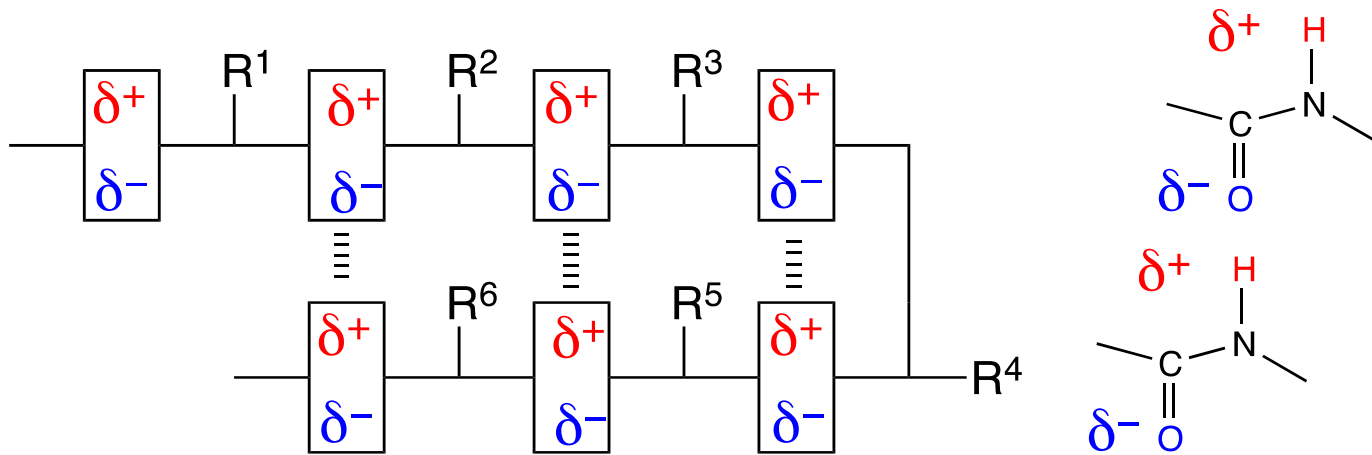 R¹ R² R³
δ⁺ δ⁺ δ⁺ δ⁺
δ⁻ δ⁻ δ⁻ δ⁻
R⁶ R⁵
δ⁺ δ⁺ δ⁺
R⁴
δ⁻ δ⁻ δ⁻
δ⁺ H
N
C
δ⁻ O
δ⁺ H
N
C
δ⁻ O